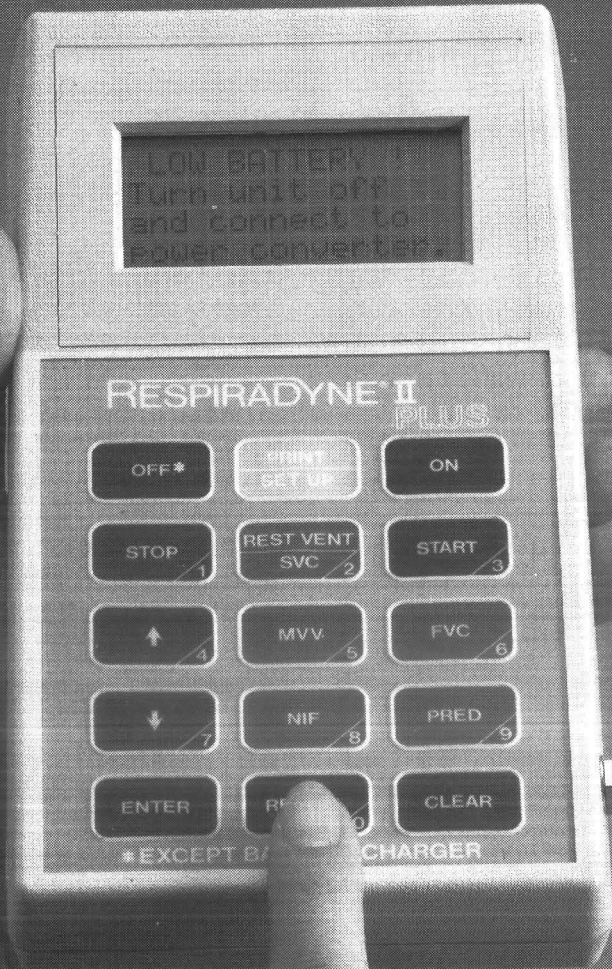 LOW BATTERY !
Turn unit off
and connect to
power converter.
RESPIRADYNE® II
PLUS
OFF*
PRINT
SET UP
ON
STOP 1
REST VENT
SVC 2
START 3
↑ 4
MVV 5
FVC 6
↓ 7
NIF 8
PRED 9
ENTER
0
CLEAR
*EXCEPT CHARGER